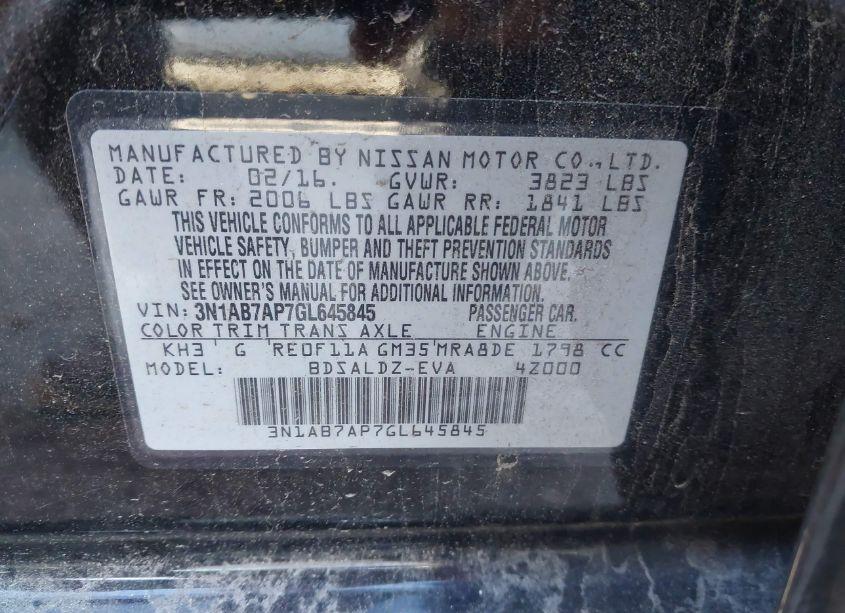 MANUFACTURED BY NISSAN MOTOR CO., LTD.
DATE: 02/16. GVWR: 3823 LBS
GAWR FR: 2006 LBS GAWR RR: 1841 LBS
THIS VEHICLE CONFORMS TO ALL APPLICABLE FEDERAL MOTOR
VEHICLE SAFETY, BUMPER AND THEFT PREVENTION STANDARDS
IN EFFECT ON THE DATE OF MANUFACTURE SHOWN ABOVE.
SEE OWNER'S MANUAL FOR ADDITIONAL INFORMATION.
VIN: 3N1AB7AP7GL645845 PASSENGER CAR.
COLOR TRIM TRANS AXLE ENGINE
KH3 G RE0F11A GM35 MRA8DE 1798 CC
MODEL: BDSALDZ-EVA 4Z000
3N1AB7AP7GL645845